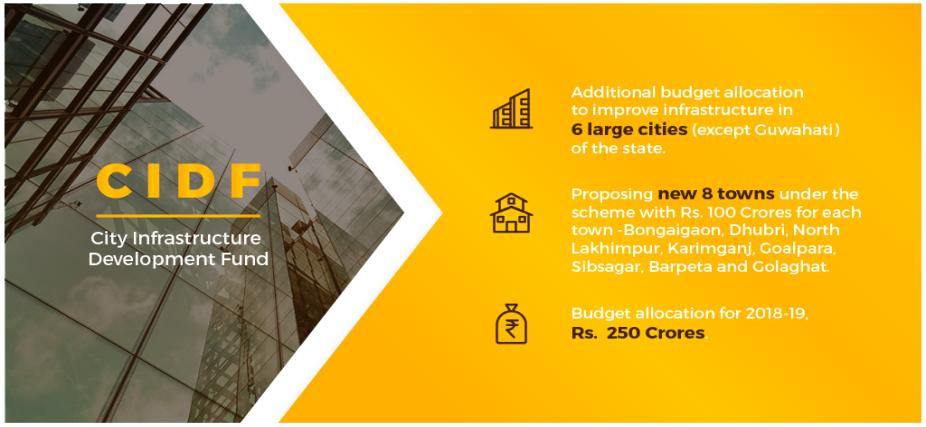 CIDF
City Infrastructure
Development Fund
Additional budget allocation
to improve infrastructure in
6 large cities (except Guwahati)
of the state.
Proposing new 8 towns under the
scheme with Rs. 100 Crores for each
town -Bongaigaon, Dhubri, North
Lakhimpur, Karimganj, Goalpara,
Sibsagar, Barpeta and Golaghat.
₹
Budget allocation for 2018-19,
Rs. 250 Crores.